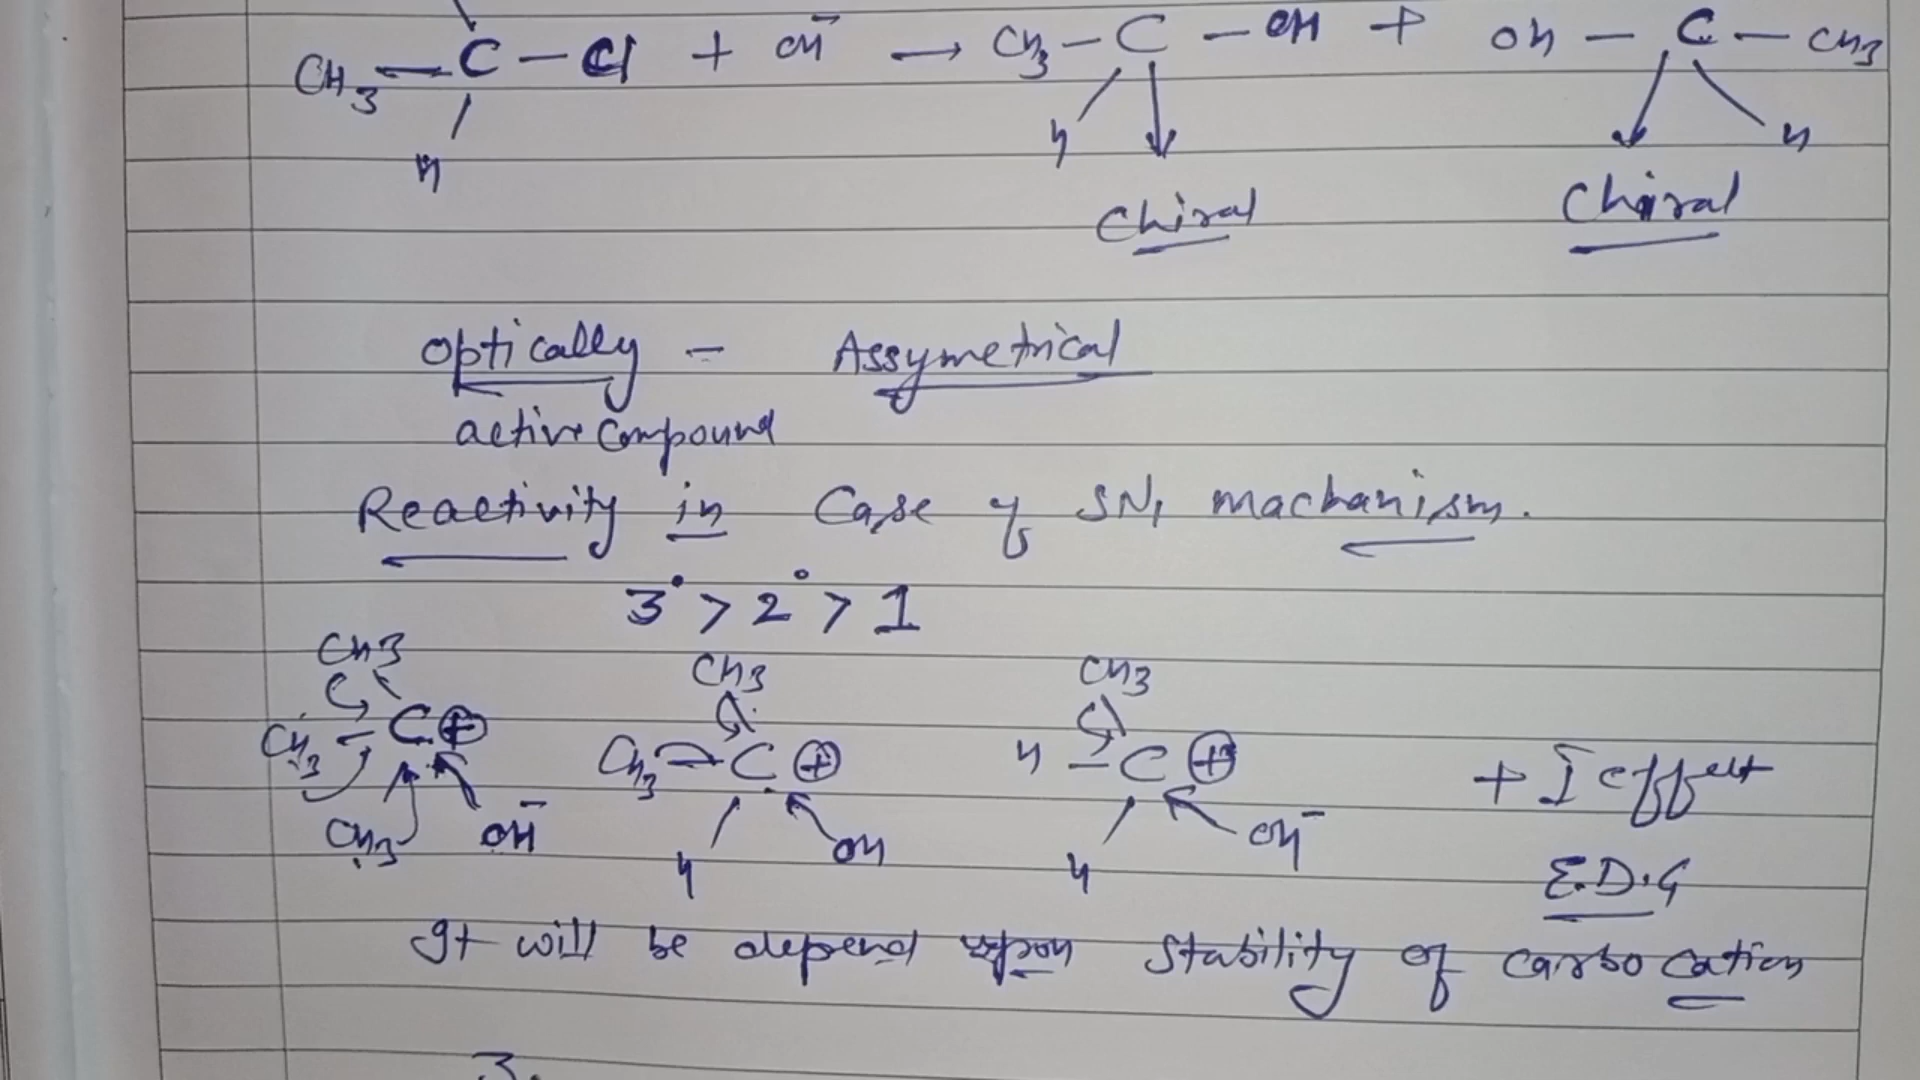 CH3 — C — Cl + OH⁻ → CH3 — C — OH + OH — C — CH3
H H H
Chiral Chiral
Optically - Assymetrical
active Compound
Reactivity in Case of SN1 machanism.
3° > 2° > 1
CH3 CH3 CH3
CH3 — C ⊕ CH3 — C ⊕ H — C ⊕ + I effect
CH3 OH⁻ H OH H OH⁻
E.D.G
It will be depend upon Stability of carbo cation